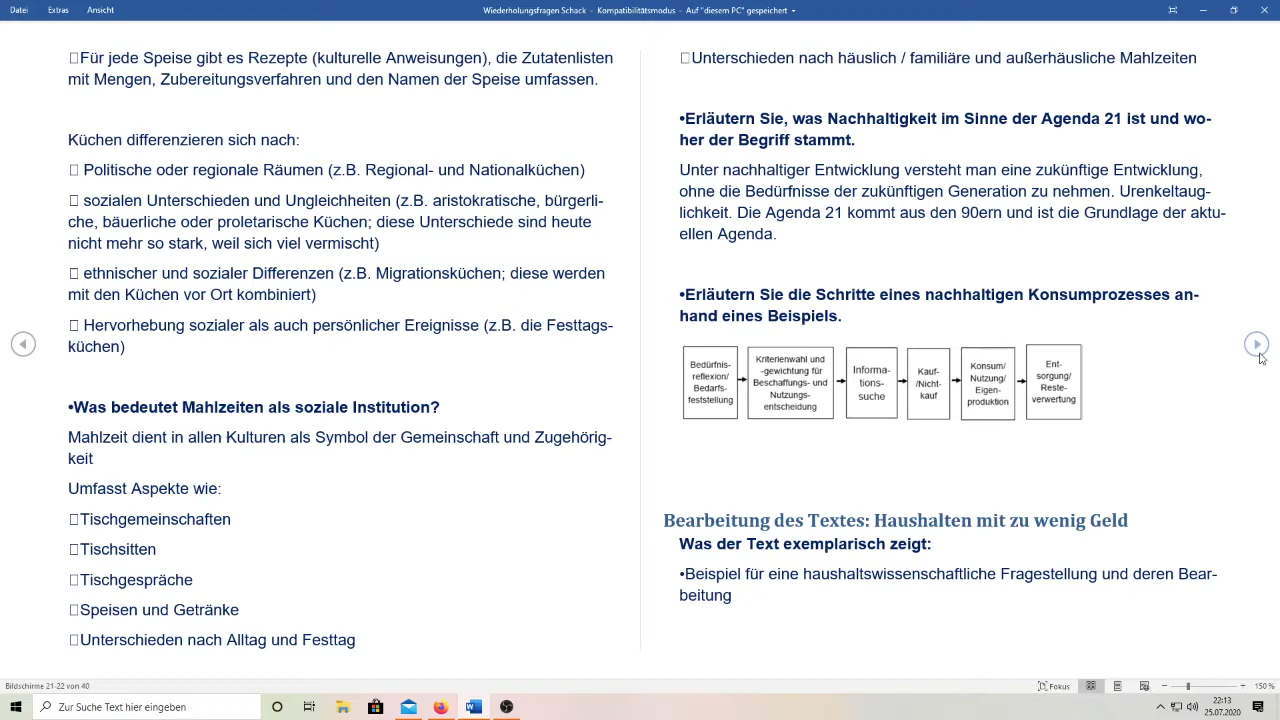 Datei Extras Ansicht
Wiederholungsfragen Schack - Kompatibilitätsmodus - Auf "diesem PC" gespeichert
Für jede Speise gibt es Rezepte (kulturelle Anweisungen), die Zutatenlisten
mit Mengen, Zubereitungsverfahren und den Namen der Speise umfassen.
Küchen differenzieren sich nach:
Politische oder regionale Räumen (z.B. Regional- und Nationalküchen)
sozialen Unterschieden und Ungleichheiten (z.B. aristokratische, bürgerli-
che, bäuerliche oder proletarische Küchen; diese Unterschiede sind heute
nicht mehr so stark, weil sich viel vermischt)
ethnischer und sozialer Differenzen (z.B. Migrationsküchen; diese werden
mit den Küchen vor Ort kombiniert)
Hervorhebung sozialer als auch persönlicher Ereignisse (z.B. die Festtags-
küchen)
•Was bedeutet Mahlzeiten als soziale Institution?
Mahlzeit dient in allen Kulturen als Symbol der Gemeinschaft und Zugehörig-
keit
Umfasst Aspekte wie:
Tischgemeinschaften
Tischsitten
Tischgespräche
Speisen und Getränke
Unterschieden nach Alltag und Festtag
Unterschieden nach häuslich / familiäre und außerhäusliche Mahlzeiten
•Erläutern Sie, was Nachhaltigkeit im Sinne der Agenda 21 ist und wo-
her der Begriff stammt.
Unter nachhaltiger Entwicklung versteht man eine zukünftige Entwicklung,
ohne die Bedürfnisse der zukünftigen Generation zu nehmen. Urenkeltaug-
lichkeit. Die Agenda 21 kommt aus den 90ern und ist die Grundlage der aktu-
ellen Agenda.
•Erläutern Sie die Schritte eines nachhaltigen Konsumprozesses an-
hand eines Beispiels.
Bedürfnis-
reflexion/
Bedarfs-
feststellung
Kriterienwahl und
-gewichtung für
Beschaffungs- und
Nutzungs-
entscheidung
Informa-
tions-
suche
Kauf-
/Nicht-
kauf
Konsum/
Nutzung/
Eigen-
produktion
Ent-
sorgung/
Reste-
verwertung
Bearbeitung des Textes: Haushalten mit zu wenig Geld
Was der Text exemplarisch zeigt:
•Beispiel für eine haushaltswissenschaftliche Fragestellung und deren Bear-
beitung
Bildschirme 21-22 von 40
Fokus
150 %
Zur Suche Text hier eingeben
22:13
25.07.2020